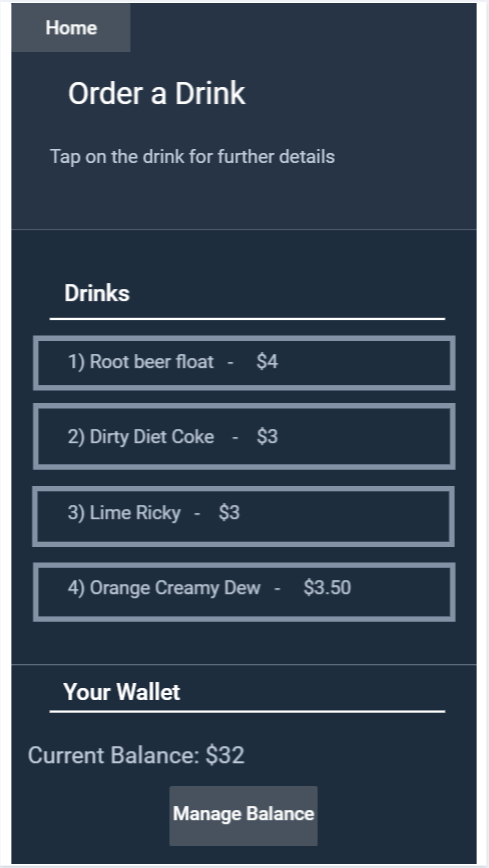 Home
Order a Drink
Tap on the drink for further details
Drinks
1) Root beer float - $4
2) Dirty Diet Coke - $3
3) Lime Ricky - $3
4) Orange Creamy Dew - $3.50
Your Wallet
Current Balance: $32
Manage Balance